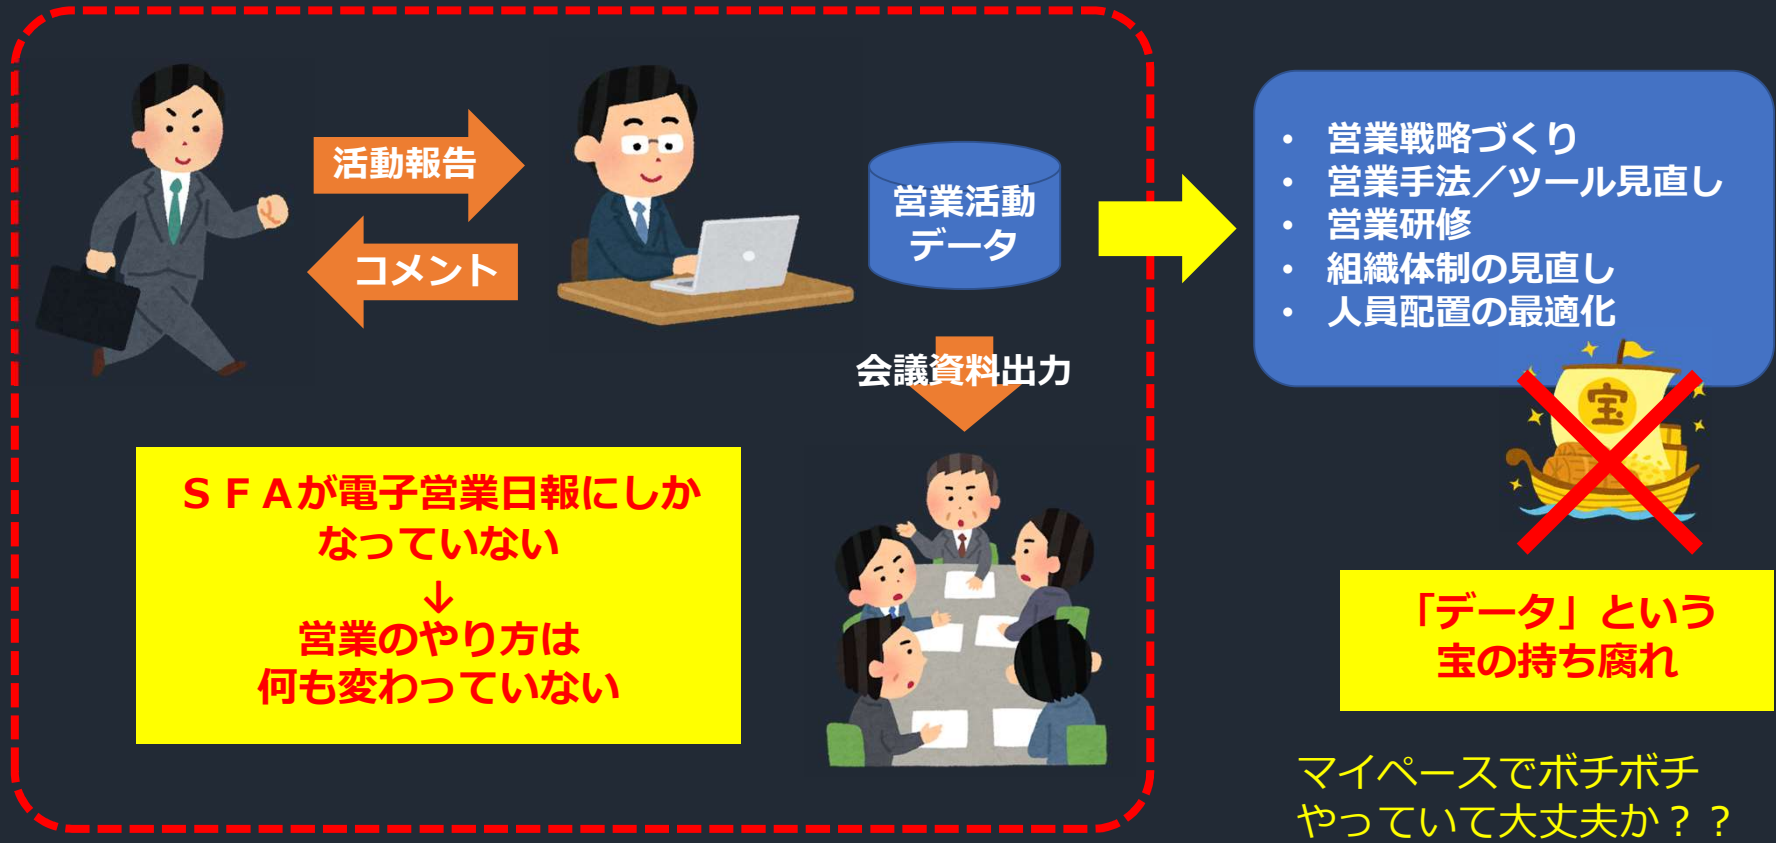 活動報告
コメント
営業活動
データ
会議資料出力
ＳＦＡが電子営業日報にしか
なっていない
↓
営業のやり方は
何も変わっていない
• 営業戦略づくり
• 営業手法／ツール見直し
• 営業研修
• 組織体制の見直し
• 人員配置の最適化
宝
「データ」という
宝の持ち腐れ
マイペースでボチボチ
やっていて大丈夫か？？